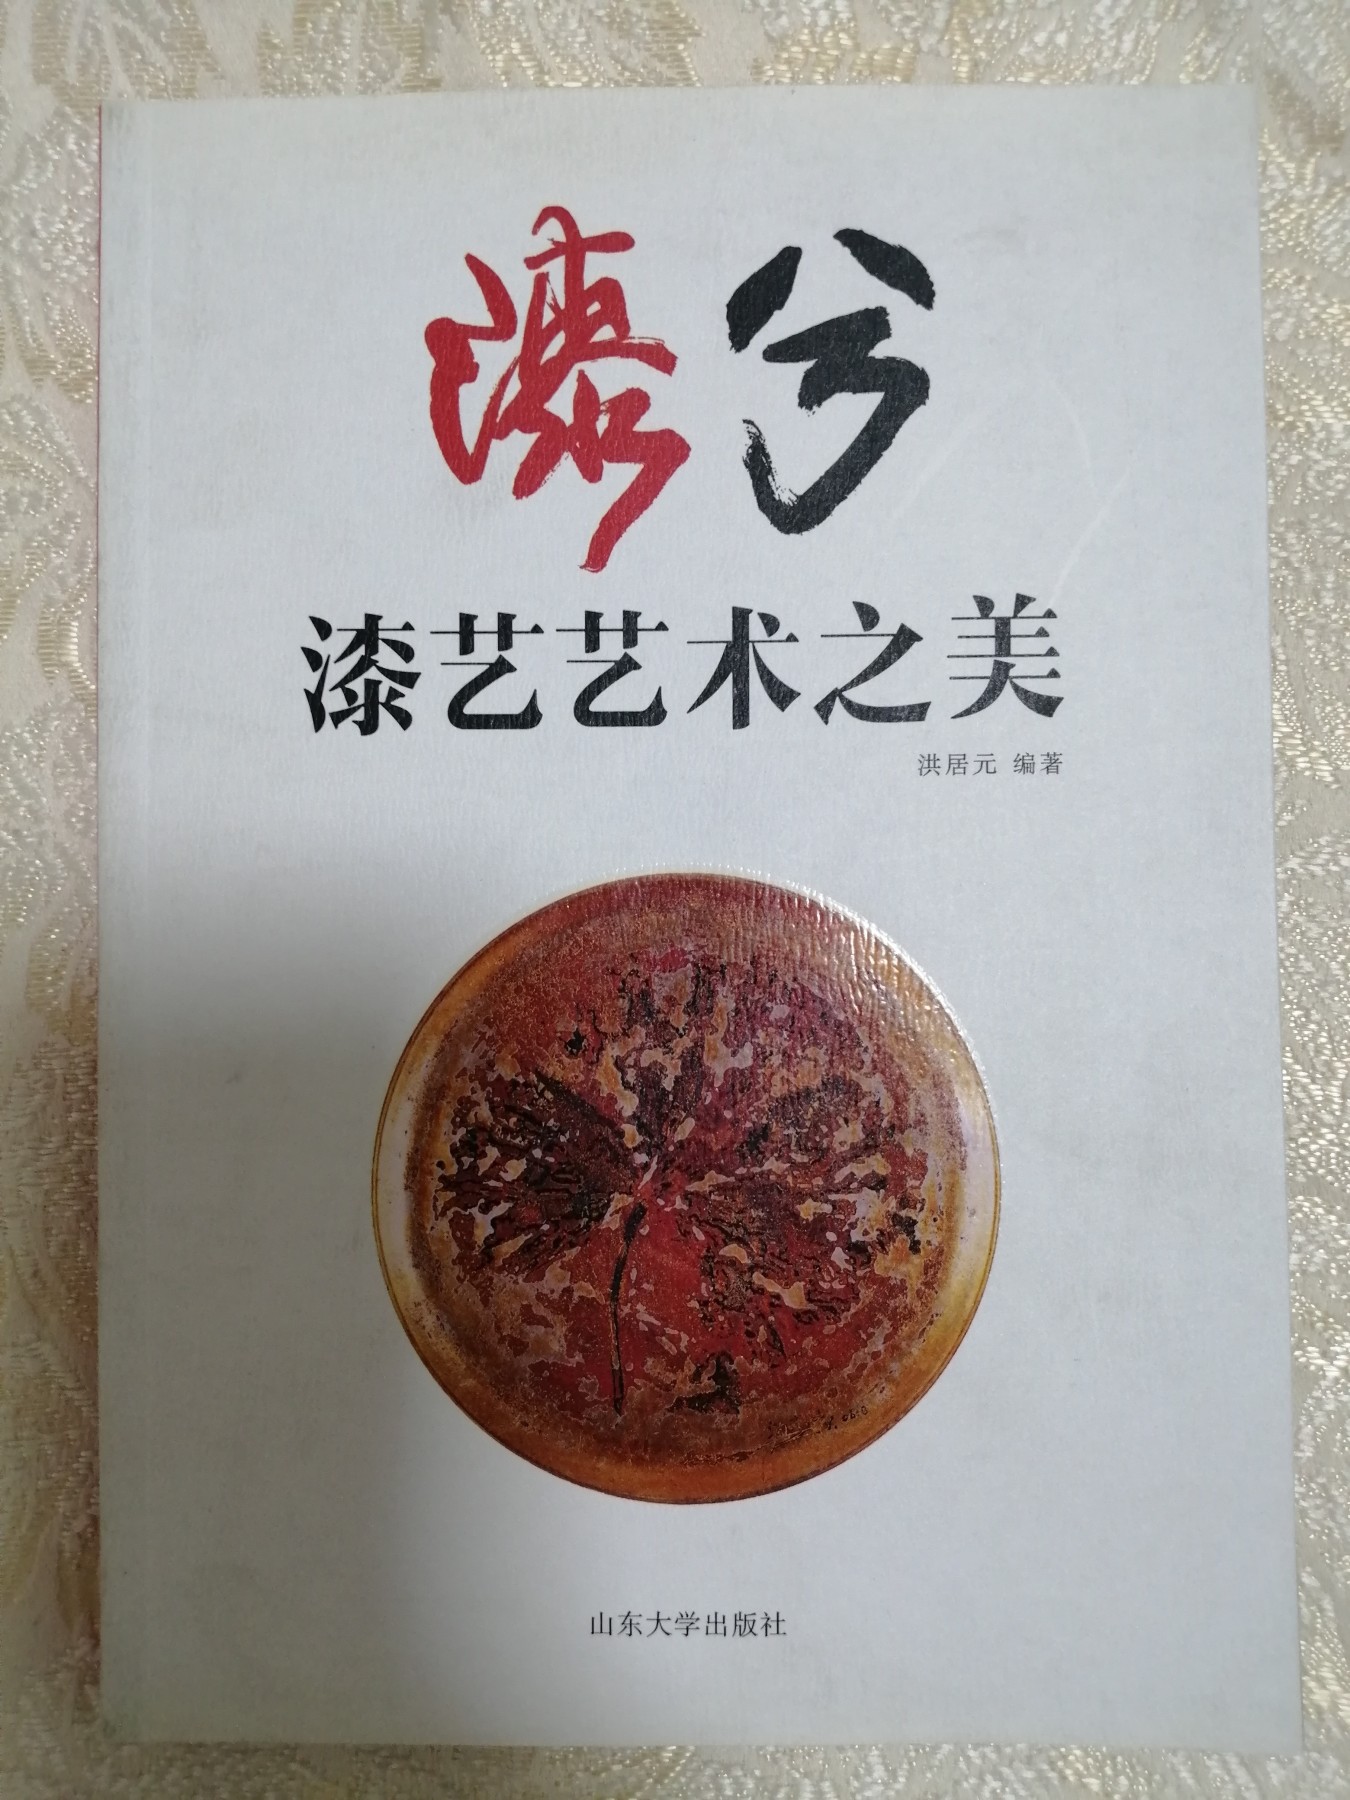 漆兮
漆艺艺术之美
洪居元 编著
山东大学出版社